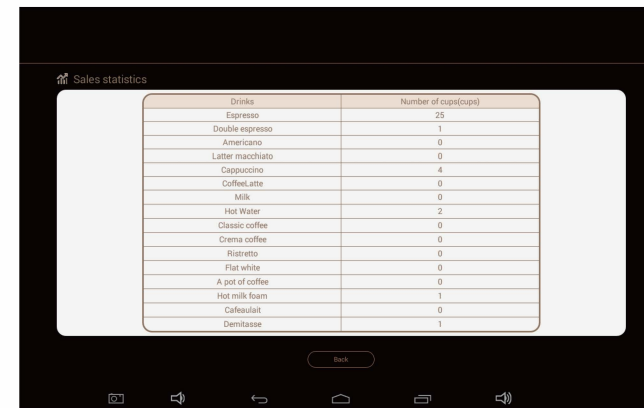 Sales statistics
Drinks Number of cups(cups)
Espresso 25
Double espresso 1
Americano 0
Latter macchiato 0
Cappuccino 4
CoffeeLatte 0
Milk 0
Hot Water 2
Classic coffee 0
Crema coffee 0
Ristretto 0
Flat white 0
A pot of coffee 0
Hot milk foam 1
Cafeaulait 0
Demitasse 1
Back